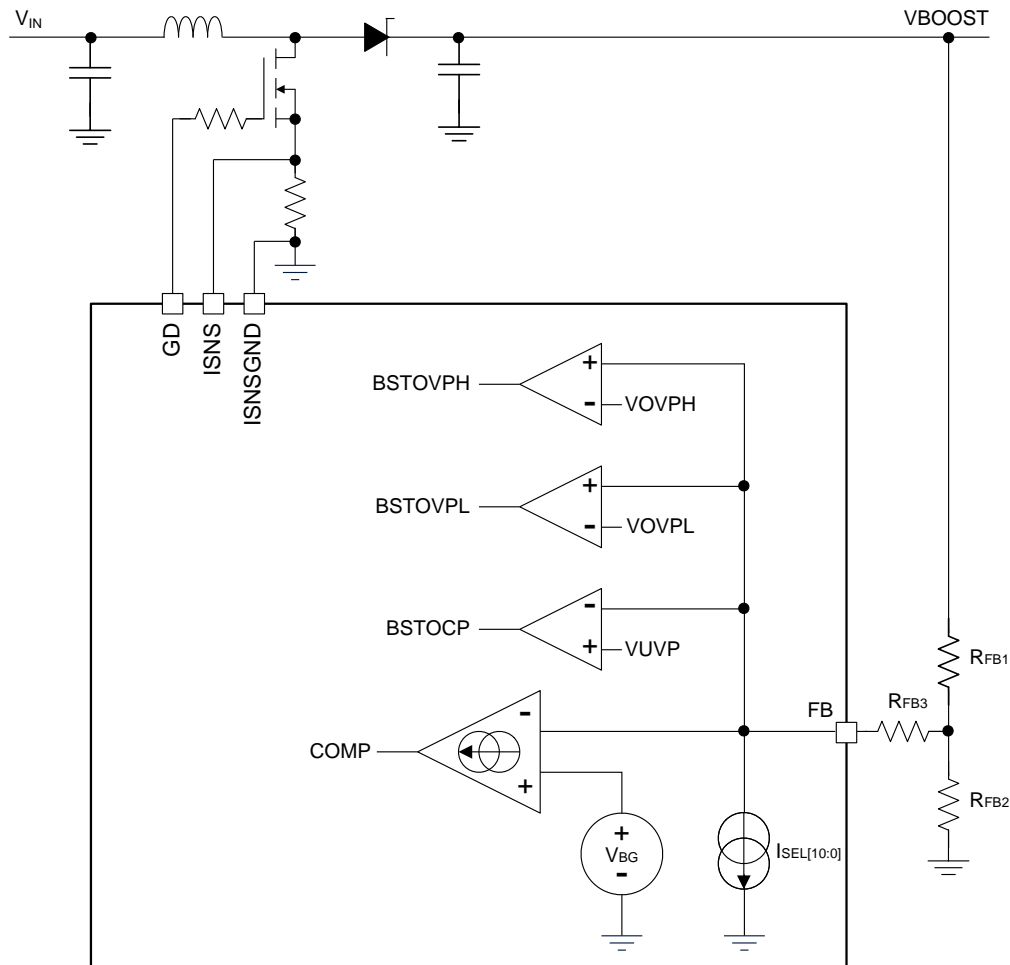 VIN
VBOOST
GD
ISNS
ISNSGND
+
BSTOVPH
-
VOVPH
+
BSTOVPL
-
VOVPL
-
BSTOCP
+
VUVP
RFB1
FB
RFB3
-
COMP
+
RFB2
+
VBG
-
ISEL[10:0]